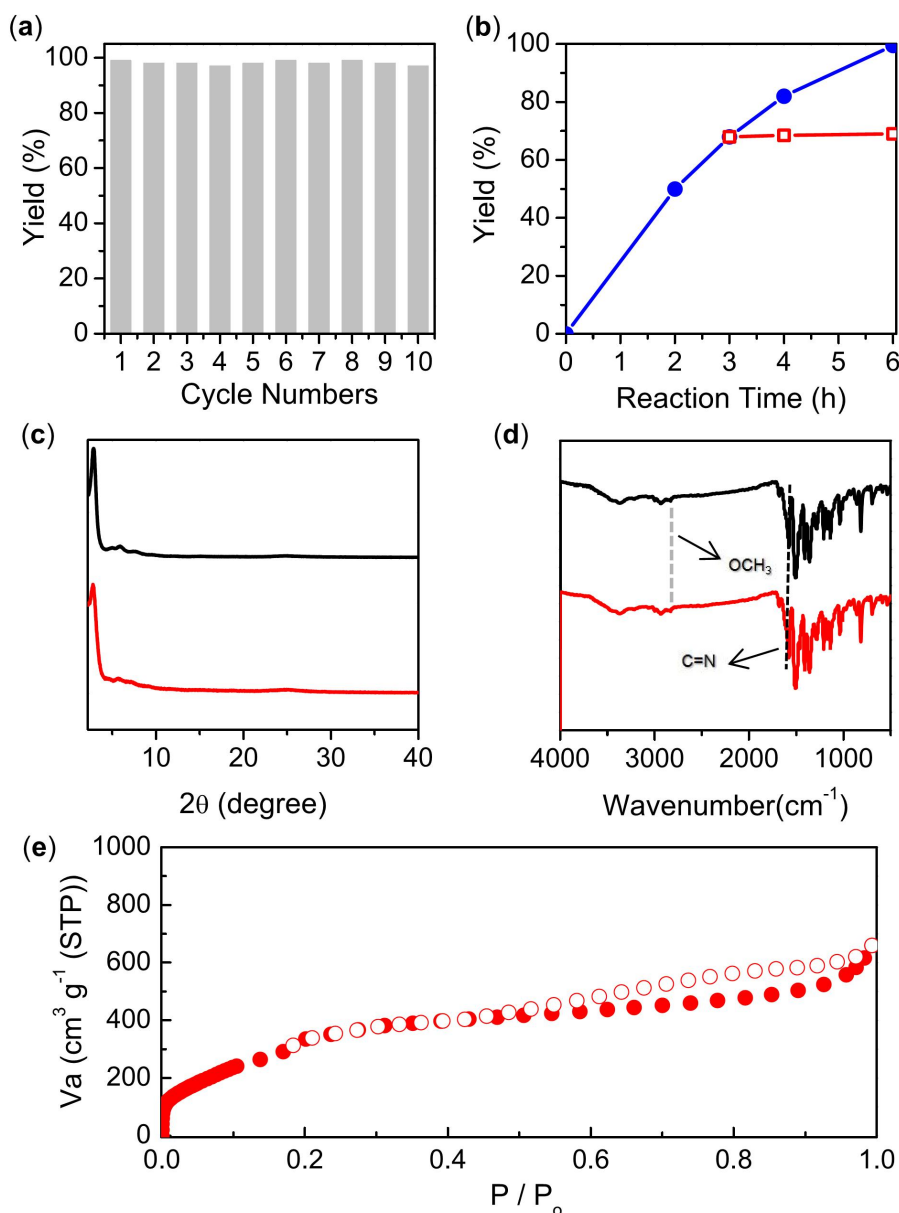 (a)
100
80
60
40
20
0
Yield (%)
1 2 3 4 5 6 7 8 9 10
Cycle Numbers
(b)
100
80
60
40
20
0
Yield (%)
0 1 2 3 4 5 6
Reaction Time (h)
(c)
10 20 30 40
2θ (degree)
(d)
OCH₃
C=N
4000 3000 2000 1000
Wavenumber(cm⁻¹)
(e)
1000
800
600
400
200
0
Va (cm³ g⁻¹ (STP))
0.0 0.2 0.4 0.6 0.8 1.0
P / Pₒ